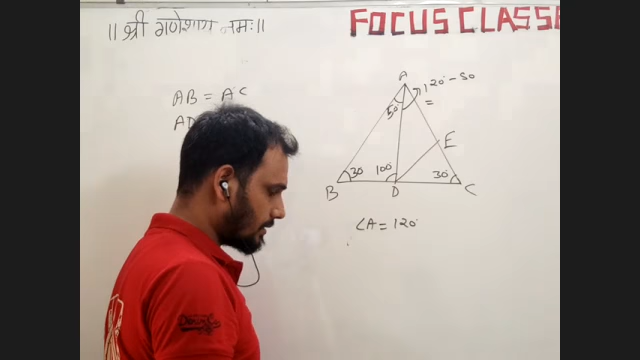 ॥ श्री गणेशाय नमः॥
FOCUS CLASSE
AB = AC
AD
A
120° - 50
=
50°
E
30°
100°
30°
B
D
C
∠A = 120°